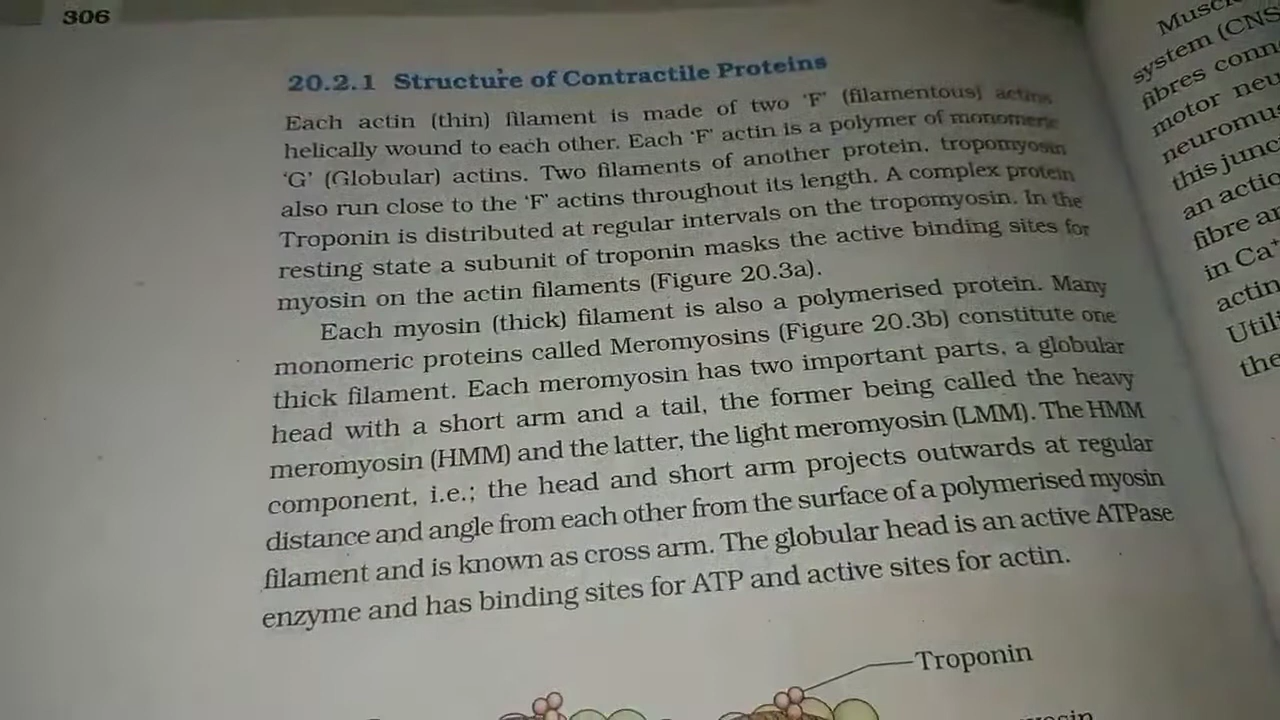 306
20.2.1 Structure of Contractile Proteins
Each actin (thin) filament is made of two 'F' (filamentous) actins
helically wound to each other. Each 'F' actin is a polymer of monomeric
'G' (Globular) actins. Two filaments of another protein, tropomyosin
also run close to the 'F' actins throughout its length. A complex protein
Troponin is distributed at regular intervals on the tropomyosin. In the
resting state a subunit of troponin masks the active binding sites for
myosin on the actin filaments (Figure 20.3a).
Each myosin (thick) filament is also a polymerised protein. Many
monomeric proteins called Meromyosins (Figure 20.3b) constitute one
thick filament. Each meromyosin has two important parts, a globular
head with a short arm and a tail, the former being called the heavy
meromyosin (HMM) and the latter, the light meromyosin (LMM). The HMM
component, i.e.; the head and short arm projects outwards at regular
distance and angle from each other from the surface of a polymerised myosin
filament and is known as cross arm. The globular head is an active ATPase
enzyme and has binding sites for ATP and active sites for actin.
Troponin
system (CNS
fibres conn
motor neu
neuromus
this junc
an actio
fibre an
in Ca
actin
Utili
the